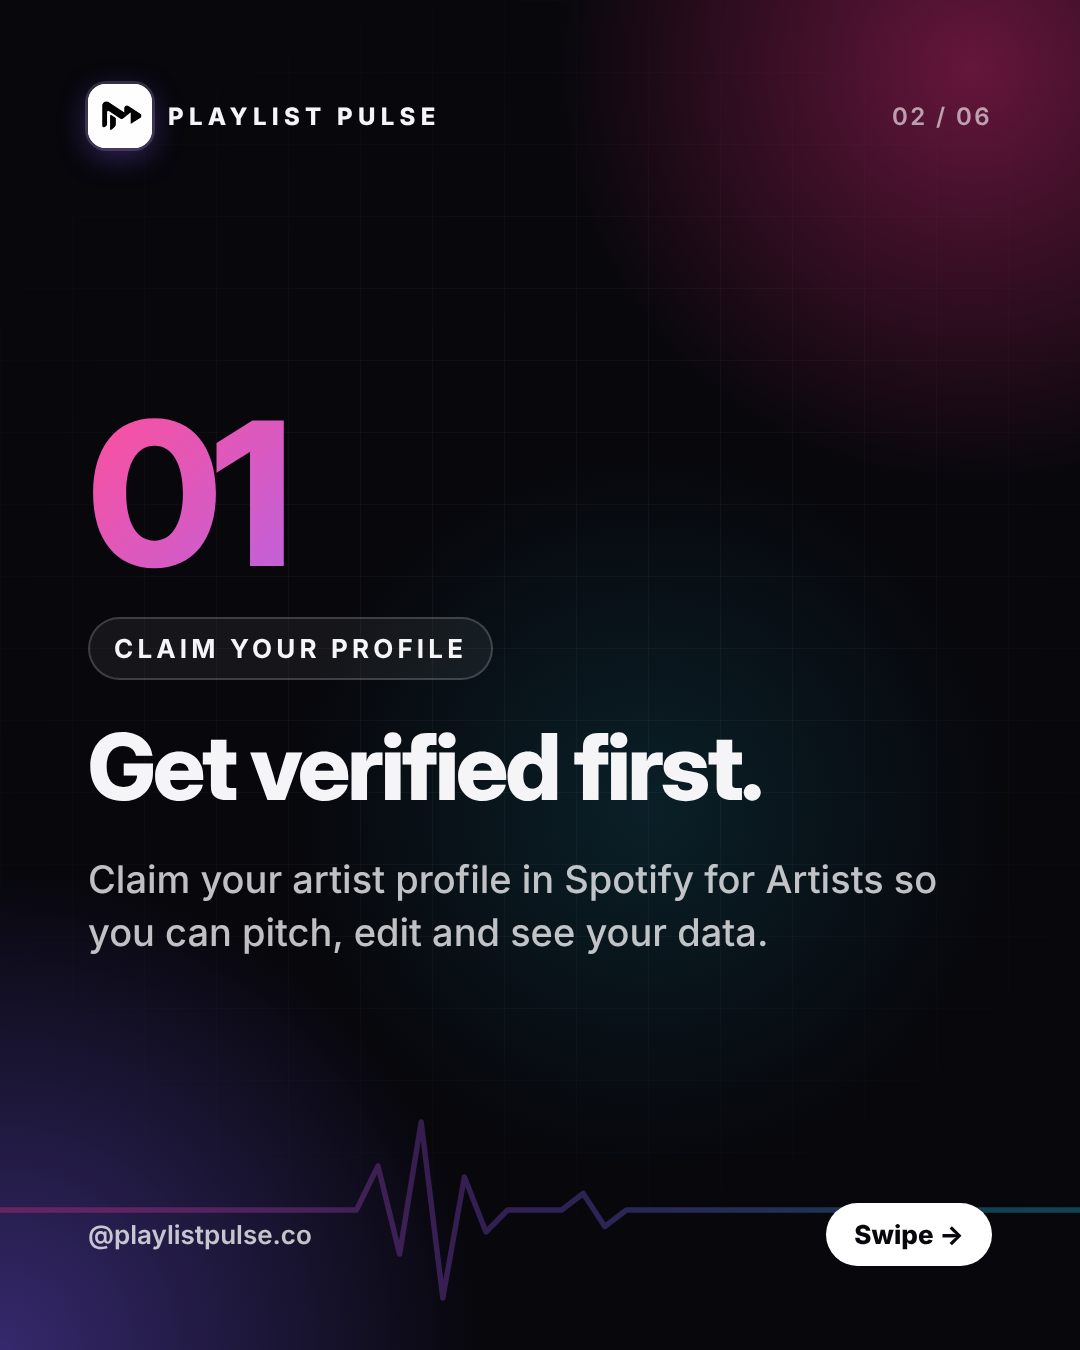 PLAYLIST PULSE
02 / 06
01
CLAIM YOUR PROFILE
Get verified first.
Claim your artist profile in Spotify for Artists so
you can pitch, edit and see your data.
@playlistpulse.co
Swipe →